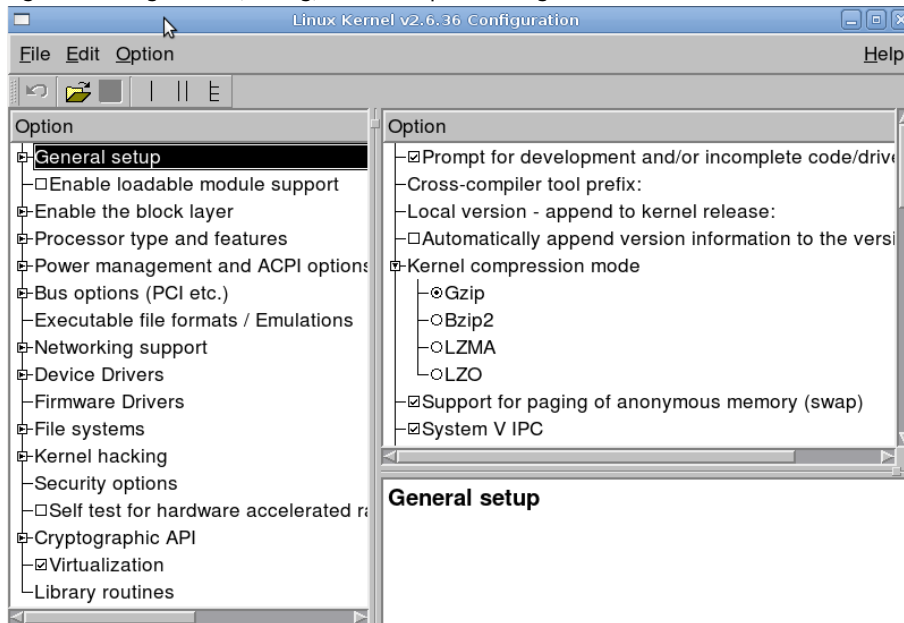 Linux Kernel v2.6.36 Configuration
File Edit Option Help
Option
General setup
Enable loadable module support
Enable the block layer
Processor type and features
Power management and ACPI options
Bus options (PCI etc.)
Executable file formats / Emulations
Networking support
Device Drivers
Firmware Drivers
File systems
Kernel hacking
Security options
Self test for hardware accelerated ra
Cryptographic API
Virtualization
Library routines
Option
Prompt for development and/or incomplete code/drive
Cross-compiler tool prefix:
Local version - append to kernel release:
Automatically append version information to the versi
Kernel compression mode
Gzip
Bzip2
LZMA
LZO
Support for paging of anonymous memory (swap)
System V IPC
General setup